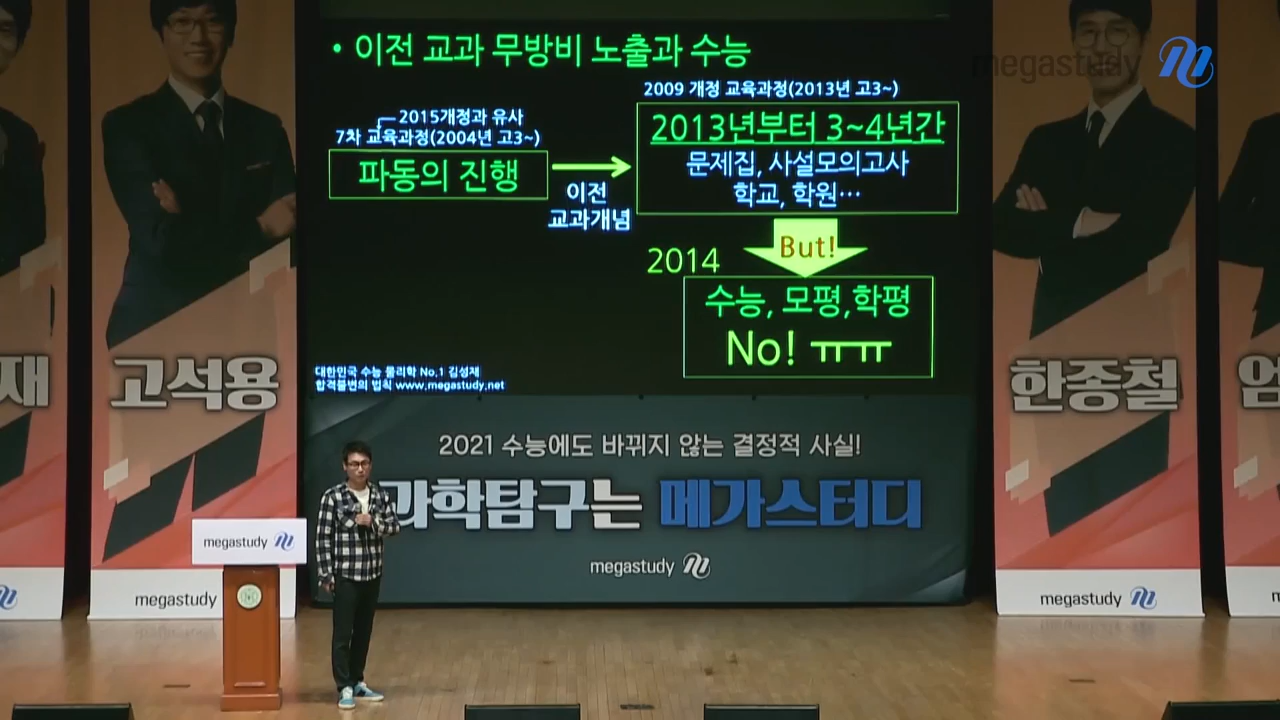 • 이전 교과 무방비 노출과 수능
megastudy
2009 개정 교육과정(2013년 고3~)
2015개정과 유사
7차 교육과정(2004년 고3~)
파동의 진행
이전
교과개념
2013년부터 3~4년간
문제집, 사설모의고사
학교, 학원…
But!
2014
수능, 모평,학평
No! ㅠㅠ
대한민국 수능 물리학 No.1 김성재
합격불변의 법칙 www.megastudy.net
재
고석용
한종철
엄
2021 수능에도 바뀌지 않는 결정적 사실!
과학탐구는 메가스터디
megastudy
megastudy
megastudy
megastudy